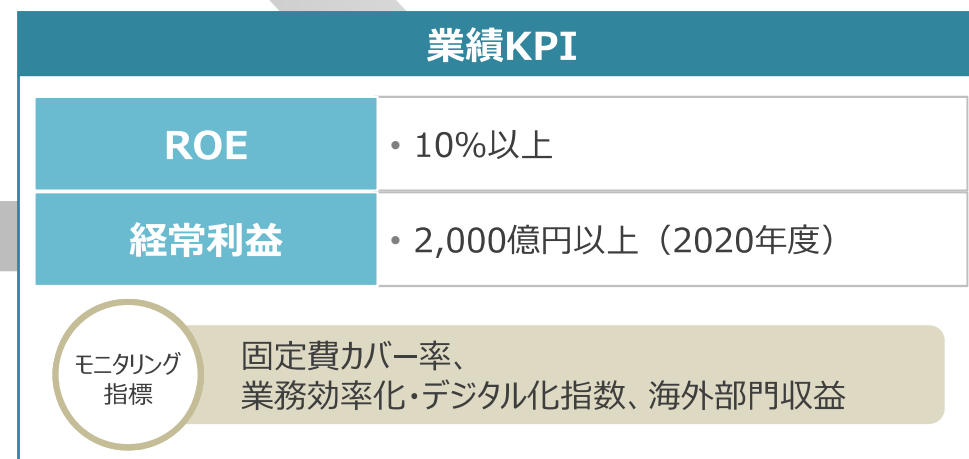 業績KPI
ROE
• 10%以上
経常利益
• 2,000億円以上（2020年度）
モニタリング
指標
固定費カバー率、
業務効率化・デジタル化指数、海外部門収益